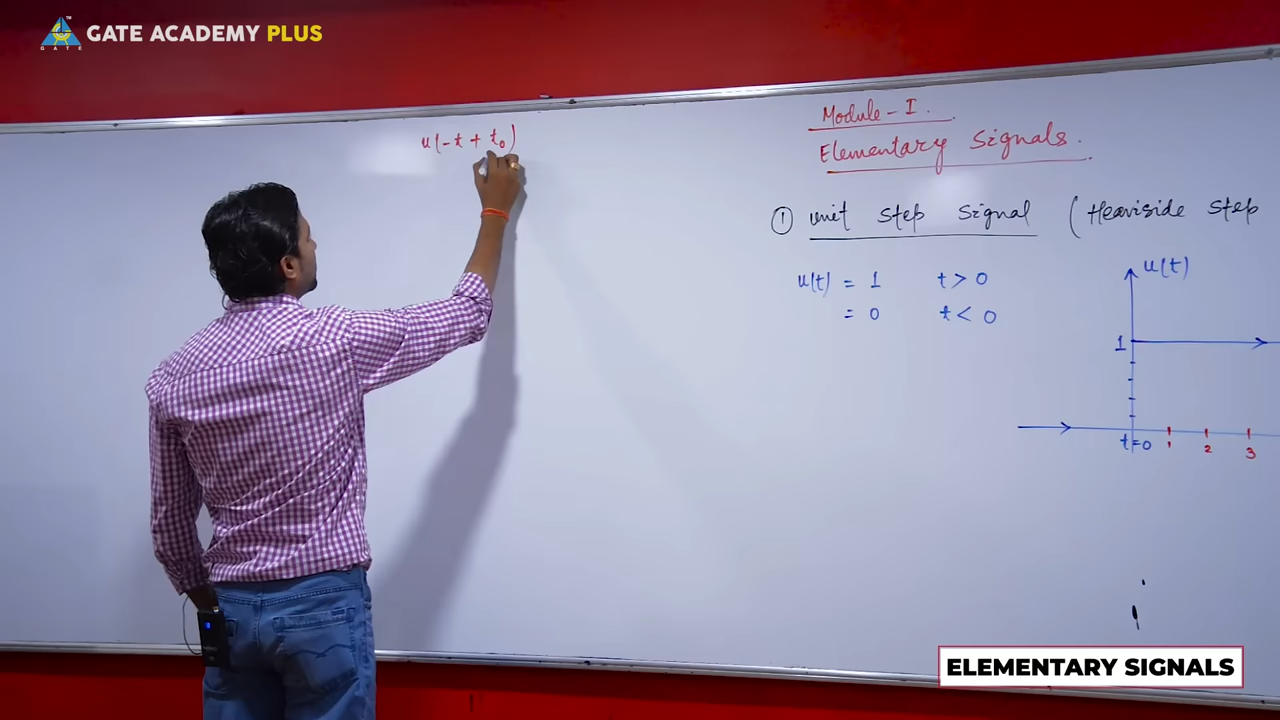 GATE ACADEMY PLUS
GATE
u(-t + t₀)
Module - I.
Elementary Signals.
① unit step signal (Heaviside step
u(t) = 1 t > 0
= 0 t < 0
u(t)
1
t=0 1 2 3
ELEMENTARY SIGNALS